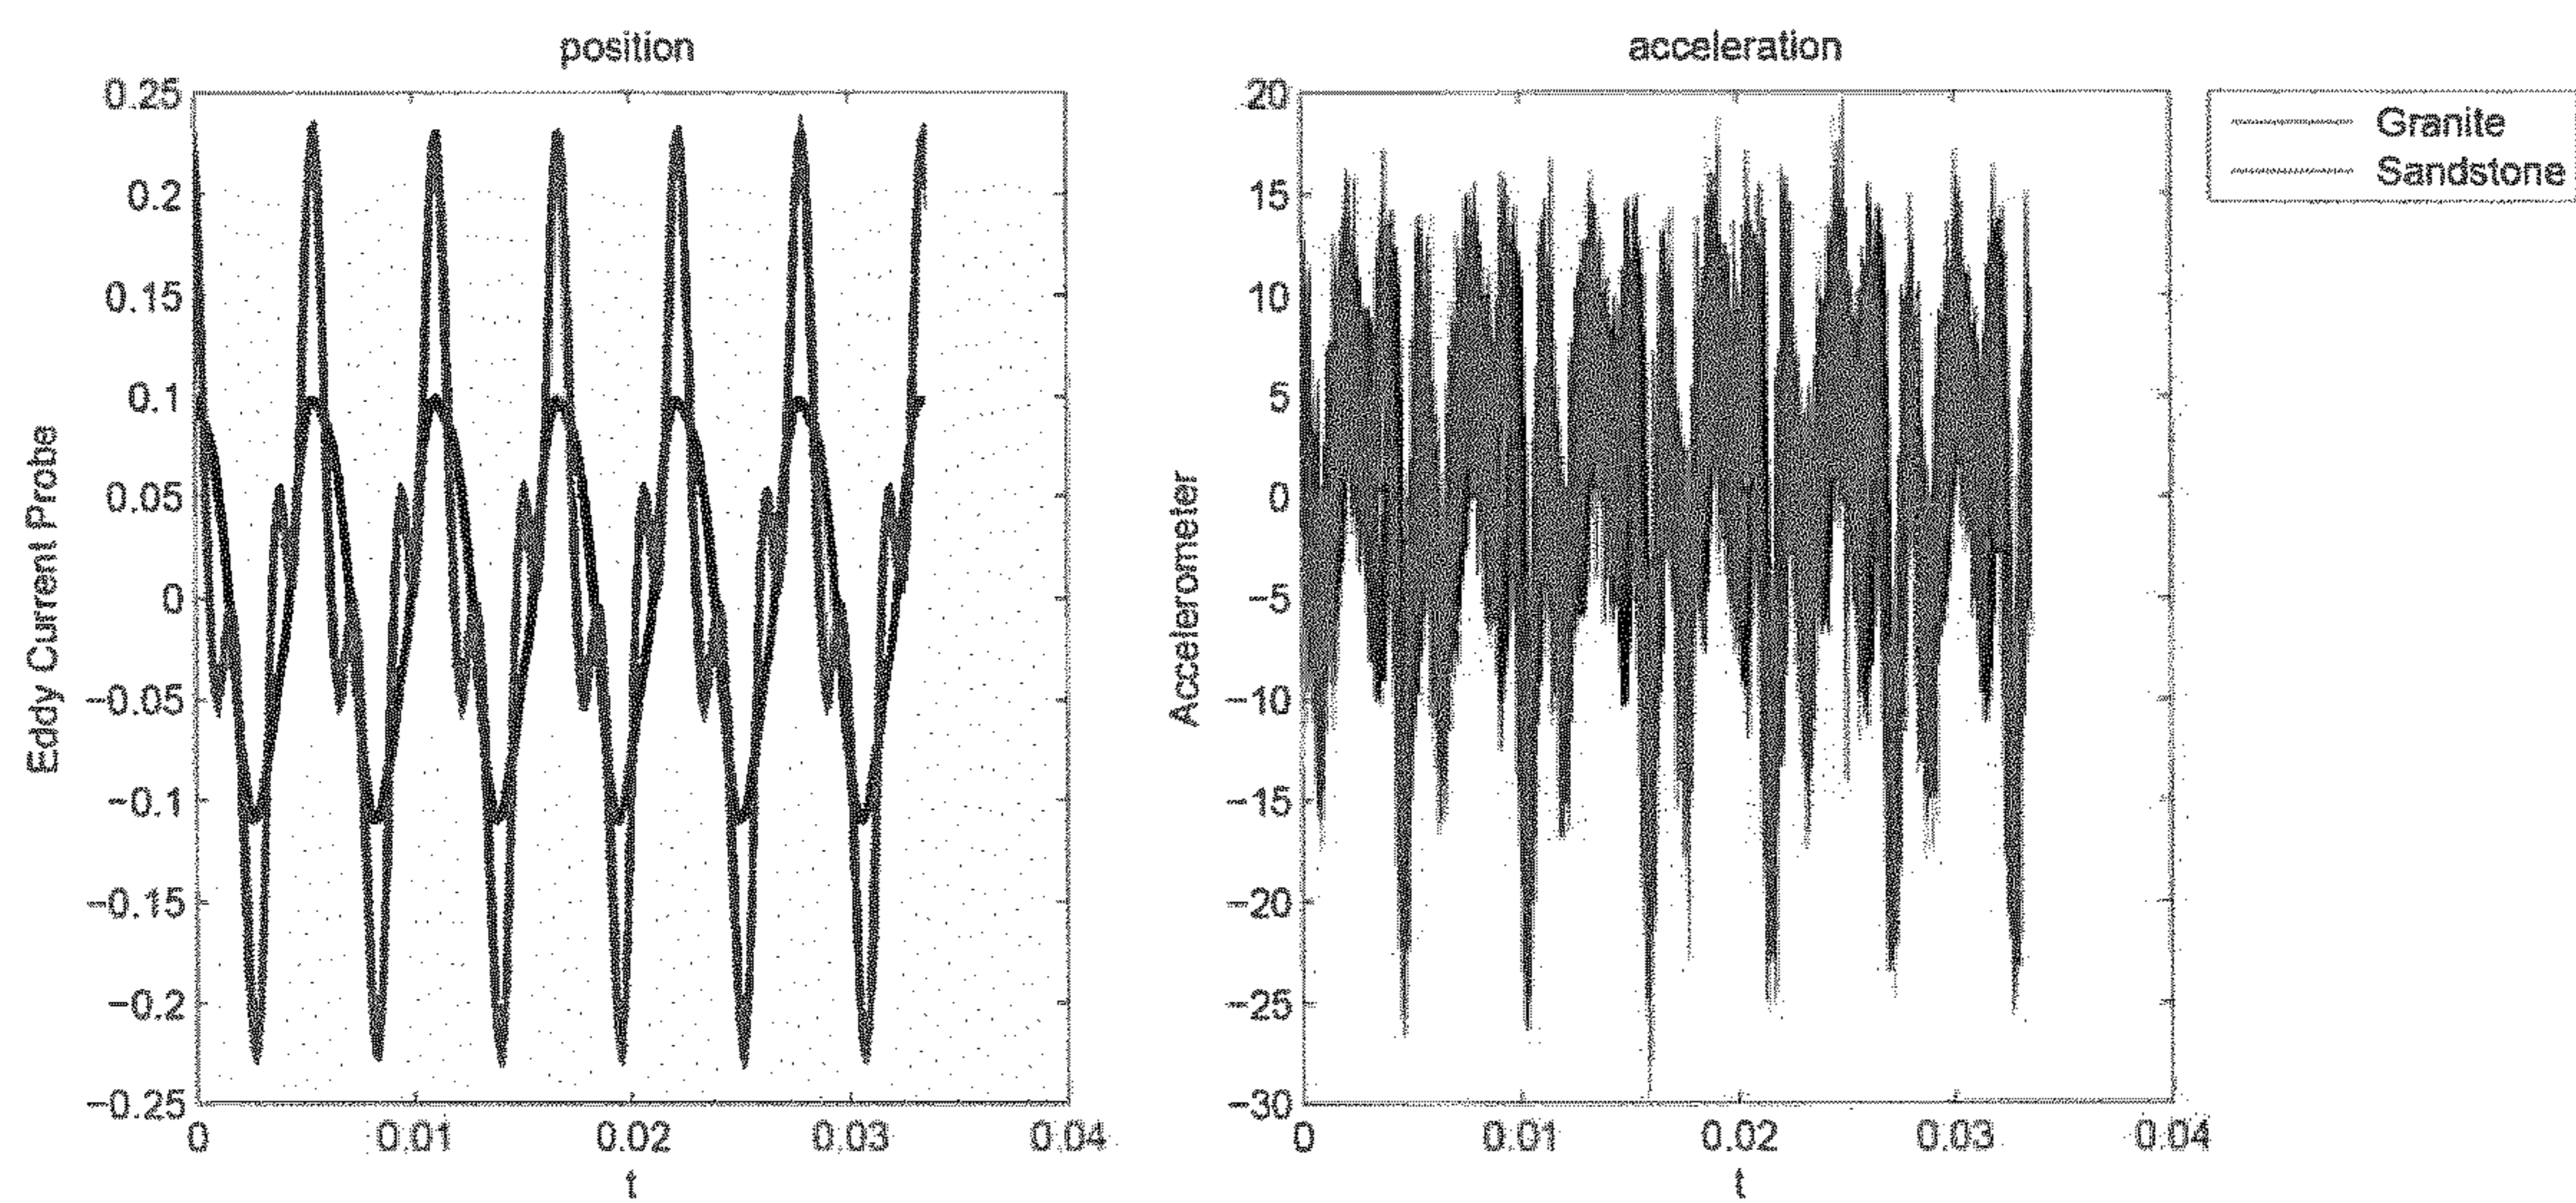 position
0.25
0.2
0.15
0.1
0.05
0
−0.05
−0.1
−0.15
−0.2
−0.25
Eddy Current Probe
0 0.01 0.02 0.03 0.04
t
acceleration
20
15
10
5
0
−5
−10
−15
−20
−25
−30
Accelerometer
0 0.01 0.02 0.03 0.04
t
Granite
Sandstone